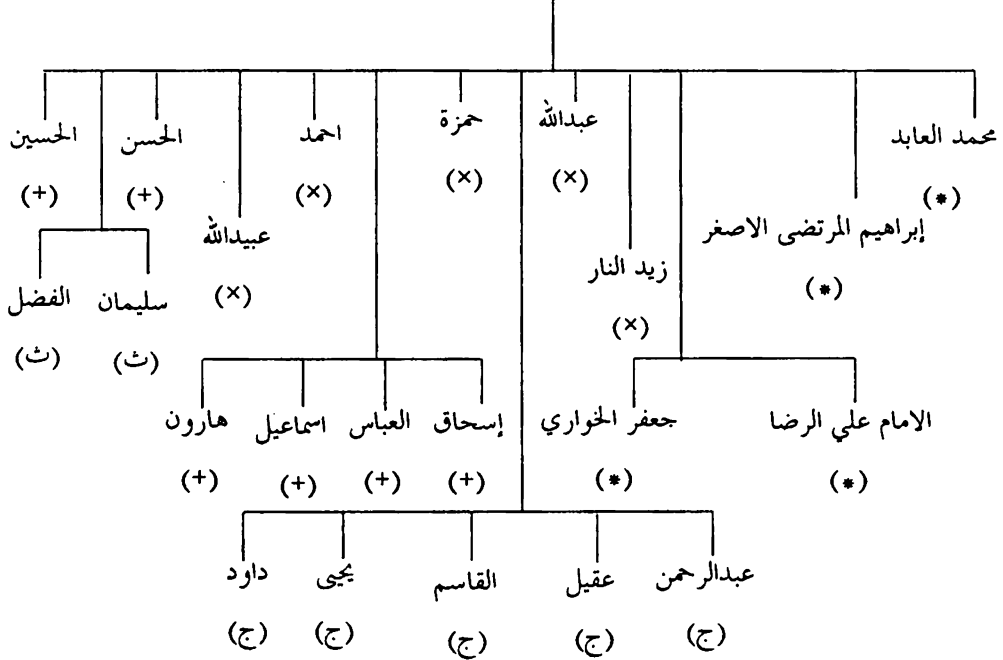 محمد العابد
(*)
إبراهيم المرتضى الاصغر
(*)
عبدالله
(×)
حمزة
(×)
احمد
(×)
الحسن
(+)
الحسين
(+)
زيد النار
(×)
عبيدالله
(×)
سليمان
(ث)
الفضل
(ث)
الامام علي الرضا
(*)
جعفر الخواري
(*)
إسحاق
(+)
العباس
(+)
اسماعيل
(+)
هارون
(+)
عبدالرحمن
(ج)
عقيل
(ج)
القاسم
(ج)
يحيى
(ج)
داود
(ج)